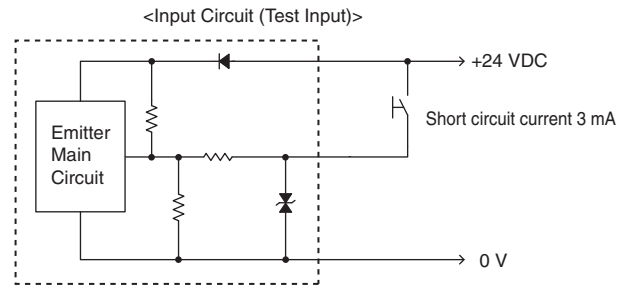 <Input Circuit (Test Input)>
+24 VDC
Emitter
Main
Circuit
Short circuit current 3 mA
0 V